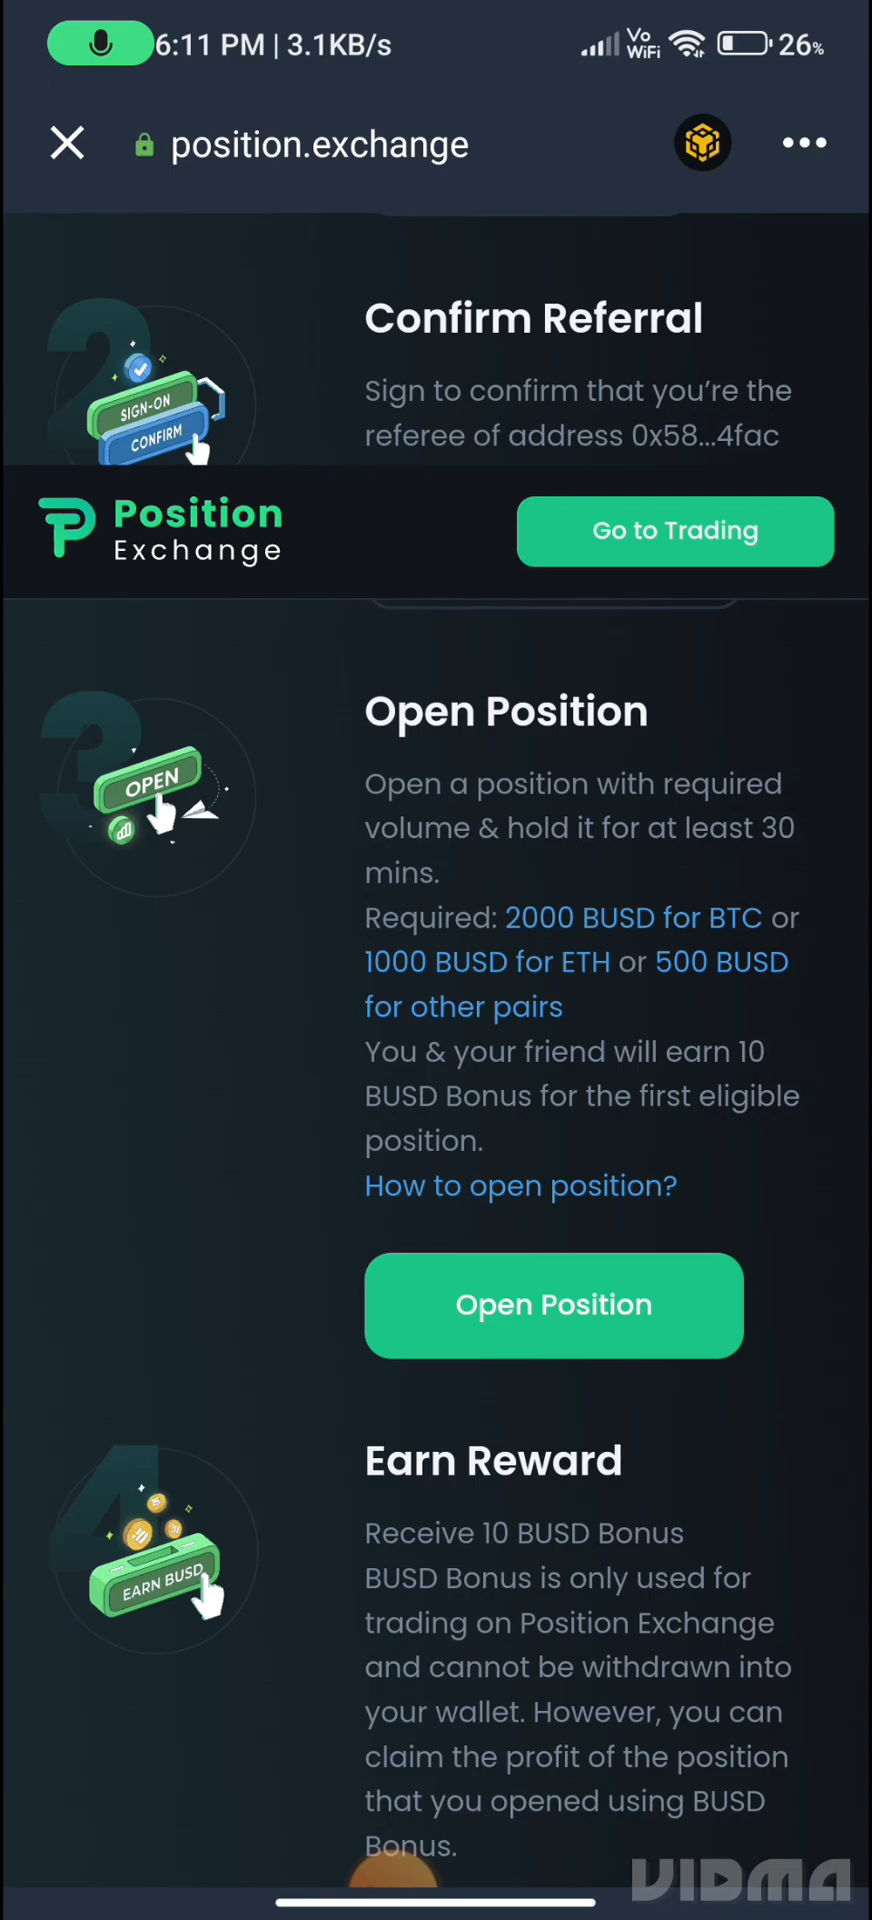 6:11 PM | 3.1KB/s
Vo
WiFi
26%
position.exchange
2
Confirm Referral
SIGN-ON
CONFIRM
Sign to confirm that you’re the
referee of address 0x58...4fac
Position
Exchange
Go to Trading
3
Open Position
OPEN
Open a position with required
volume & hold it for at least 30
mins.
Required: 2000 BUSD for BTC or
1000 BUSD for ETH or 500 BUSD
for other pairs
You & your friend will earn 10
BUSD Bonus for the first eligible
position.
How to open position?
Open Position
4
Earn Reward
EARN BUSD
Receive 10 BUSD Bonus
BUSD Bonus is only used for
trading on Position Exchange
and cannot be withdrawn into
your wallet. However, you can
claim the profit of the position
that you opened using BUSD
Bonus.
VIDMA